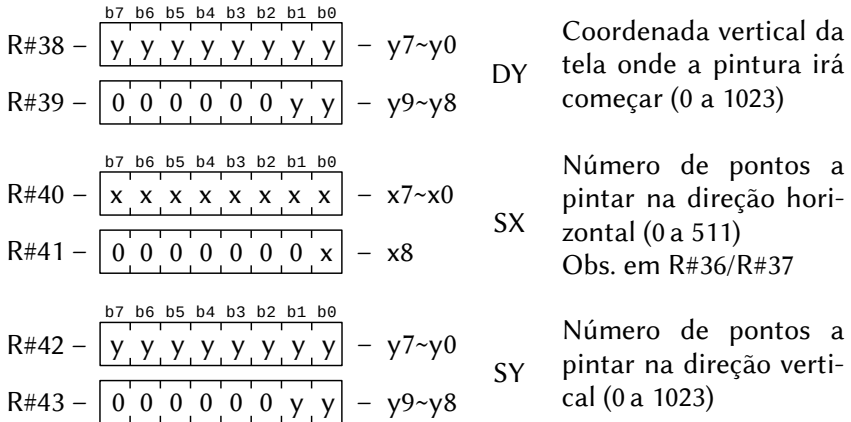 b7 b6 b5 b4 b3 b2 b1 b0
R#38 – y y y y y y y y – y7~y0
R#39 – 0 0 0 0 0 0 y y – y9~y8
DY
Coordenada vertical da
tela onde a pintura irá
começar (0 a 1023)
b7 b6 b5 b4 b3 b2 b1 b0
R#40 – x x x x x x x x – x7~x0
R#41 – 0 0 0 0 0 0 0 x – x8
SX
Número de pontos a
pintar na direção hori-
zontal (0 a 511)
Obs. em R#36/R#37
b7 b6 b5 b4 b3 b2 b1 b0
R#42 – y y y y y y y y – y7~y0
R#43 – 0 0 0 0 0 0 y y – y9~y8
SY
Número de pontos a
pintar na direção verti-
cal (0 a 1023)